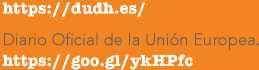 https://dudh.es/
Diario Oficial de la Unión Europea.
https://goo.gl/ykHPfc